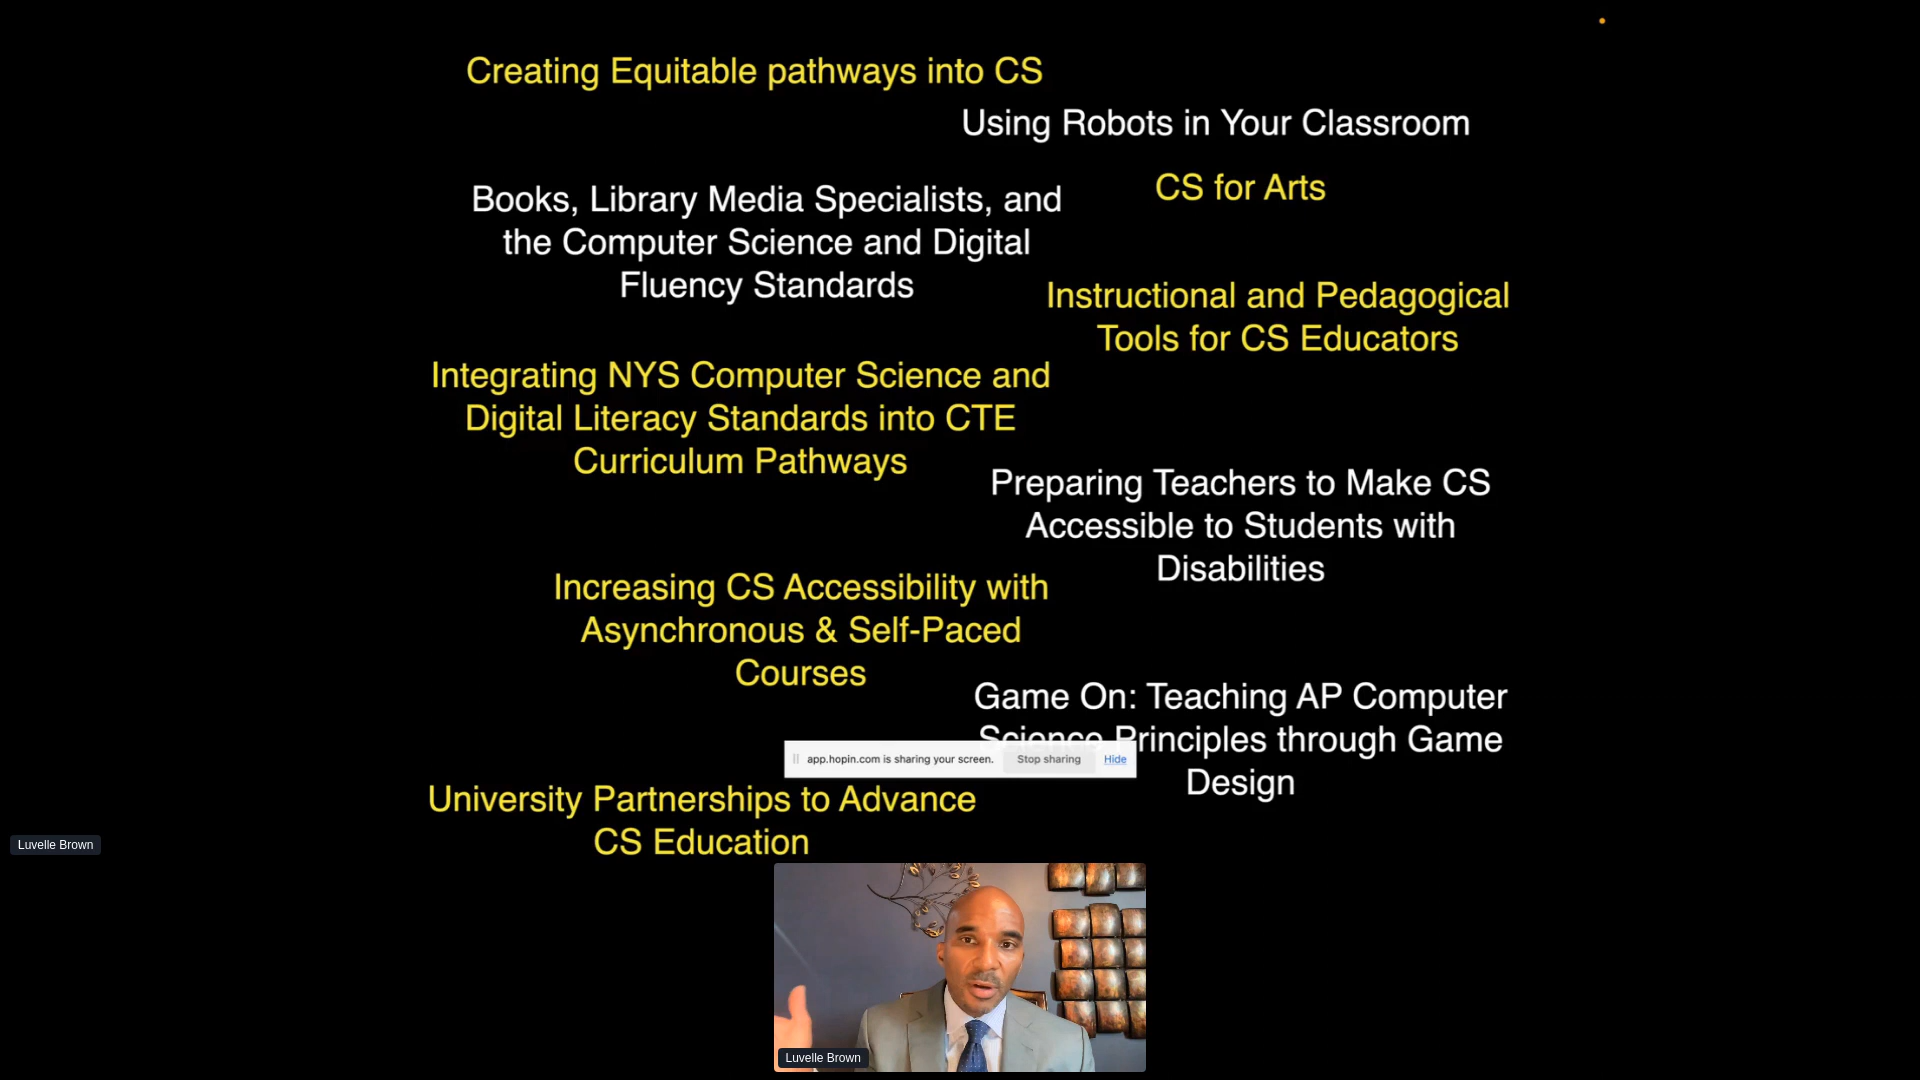 Creating Equitable pathways into CS
Using Robots in Your Classroom
CS for Arts
Books, Library Media Specialists, and
the Computer Science and Digital
Fluency Standards
Instructional and Pedagogical
Tools for CS Educators
Integrating NYS Computer Science and
Digital Literacy Standards into CTE
Curriculum Pathways
Preparing Teachers to Make CS
Accessible to Students with
Disabilities
Increasing CS Accessibility with
Asynchronous & Self-Paced
Courses
Game On: Teaching AP Computer
Science Principles through Game
Design
app.hopin.com is sharing your screen. Stop sharing Hide
University Partnerships to Advance
CS Education
Luvelle Brown
Luvelle Brown